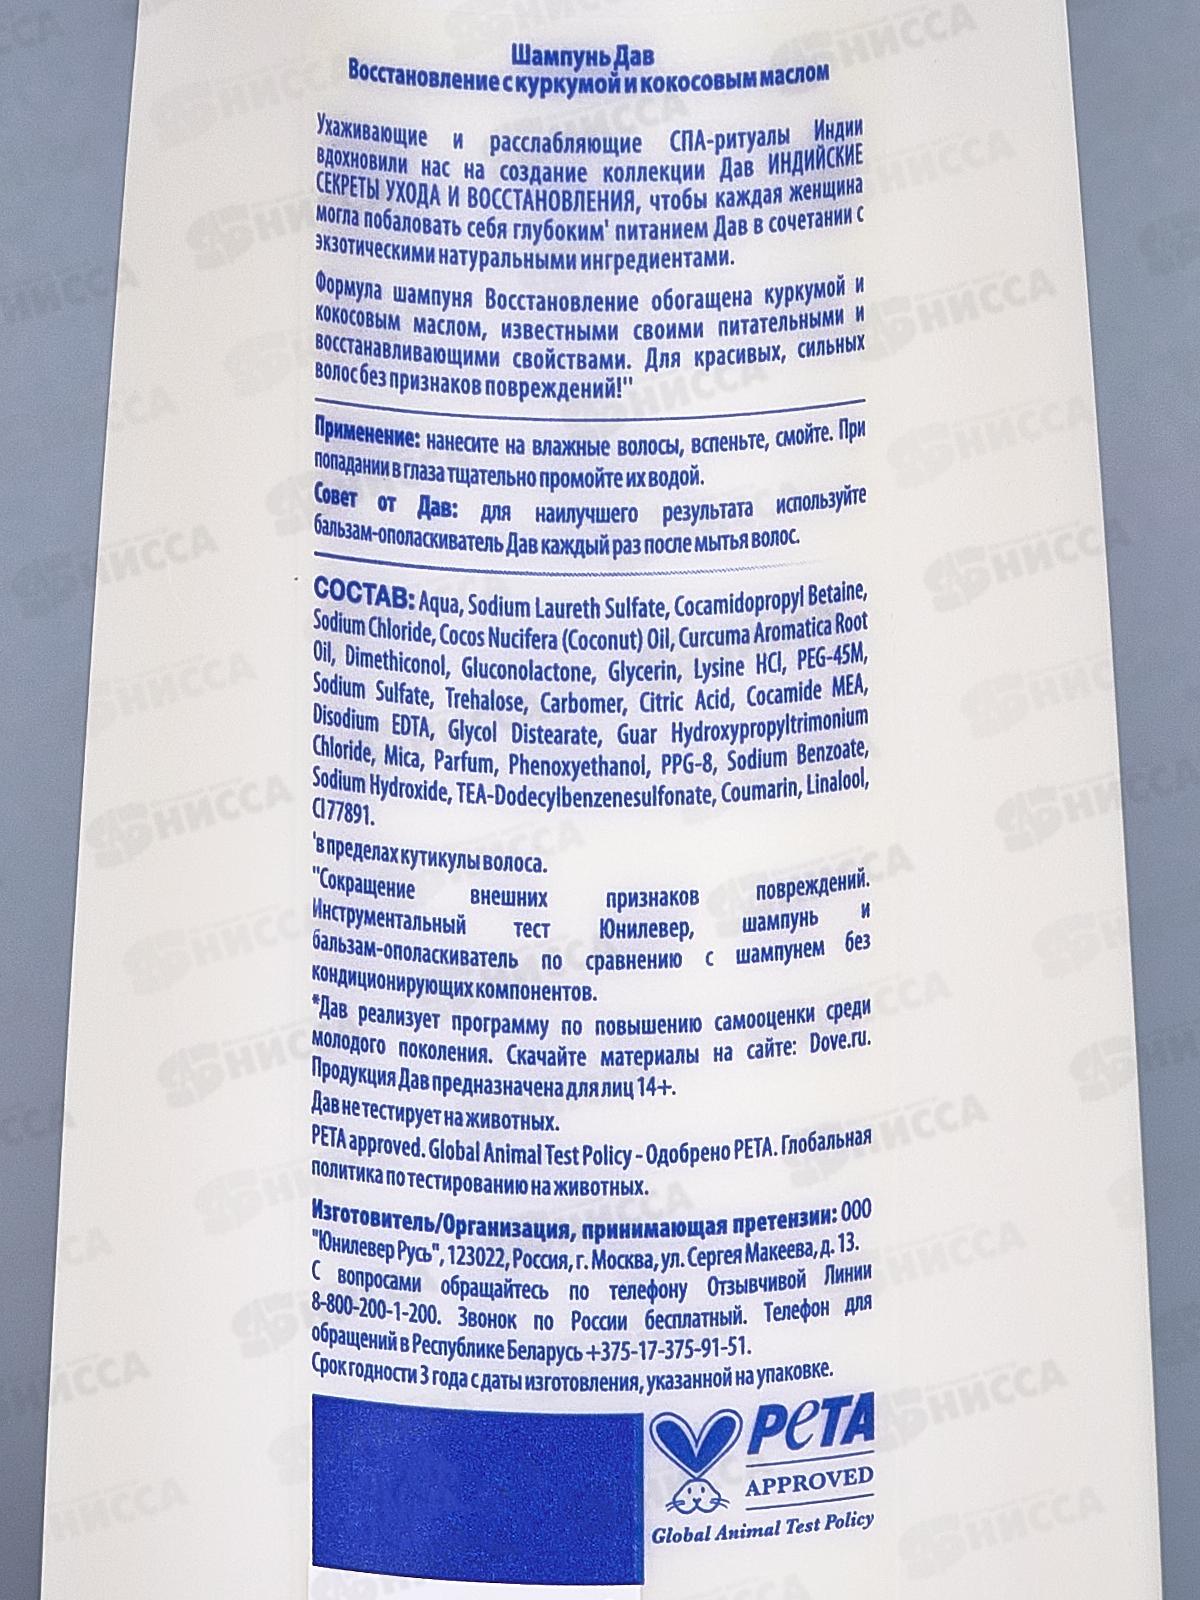 Шампунь Дав
Восстановление с куркумой и кокосовым маслом
Ухаживающие и расслабляющие СПА-ритуалы Индии
вдохновили нас на создание коллекции Дав ИНДИЙСКИЕ
СЕКРЕТЫ УХОДА И ВОССТАНОВЛЕНИЯ, чтобы каждая женщина
могла побаловать себя глубоким' питанием Дав в сочетании с
экзотическими натуральными ингредиентами.
Формула шампуня Восстановление обогащена куркумой и
кокосовым маслом, известными своими питательными и
восстанавливающими свойствами. Для красивых, сильных
волос без признаков повреждений!''
Применение: нанесите на влажные волосы, вспеньте, смойте. При
попадании в глаза тщательно промойте их водой.
Совет от Дав: для наилучшего результата используйте
бальзам-ополаскиватель Дав каждый раз после мытья волос.
СОСТАВ: Aqua, Sodium Laureth Sulfate, Cocamidopropyl Betaine,
Sodium Chloride, Cocos Nucifera (Coconut) Oil, Curcuma Aromatica Root
Oil, Dimethiconol, Gluconolactone, Glycerin, Lysine HCl, PEG-45M,
Sodium Sulfate, Trehalose, Carbomer, Citric Acid, Cocamide MEA,
Disodium EDTA, Glycol Distearate, Guar Hydroxypropyltrimonium
Chloride, Mica, Parfum, Phenoxyethanol, PPG-8, Sodium Benzoate,
Sodium Hydroxide, TEA-Dodecylbenzenesulfonate, Coumarin, Linalool,
CI 77891.
'в пределах кутикулы волоса.
''Сокращение внешних признаков повреждений.
Инструментальный тест Юнилевер, шампунь и
бальзам-ополаскиватель по сравнению с шампунем без
кондиционирующих компонентов.
*Дав реализует программу по повышению самооценки среди
молодого поколения. Скачайте материалы на сайте: Dove.ru.
Продукция Дав предназначена для лиц 14+.
Дав не тестирует на животных.
PETA approved. Global Animal Test Policy - Одобрено PETA. Глобальная
политика по тестированию на животных.
Изготовитель/Организация, принимающая претензии: ООО
"Юнилевер Русь", 123022, Россия, г. Москва, ул. Сергея Макеева, д. 13.
С вопросами обращайтесь по телефону Отзывчивой Линии
8-800-200-1-200. Звонок по России бесплатный. Телефон для
обращений в Республике Беларусь +375-17-375-91-51.
Срок годности 3 года с даты изготовления, указанной на упаковке.
PeTA
APPROVED
Global Animal Test Policy